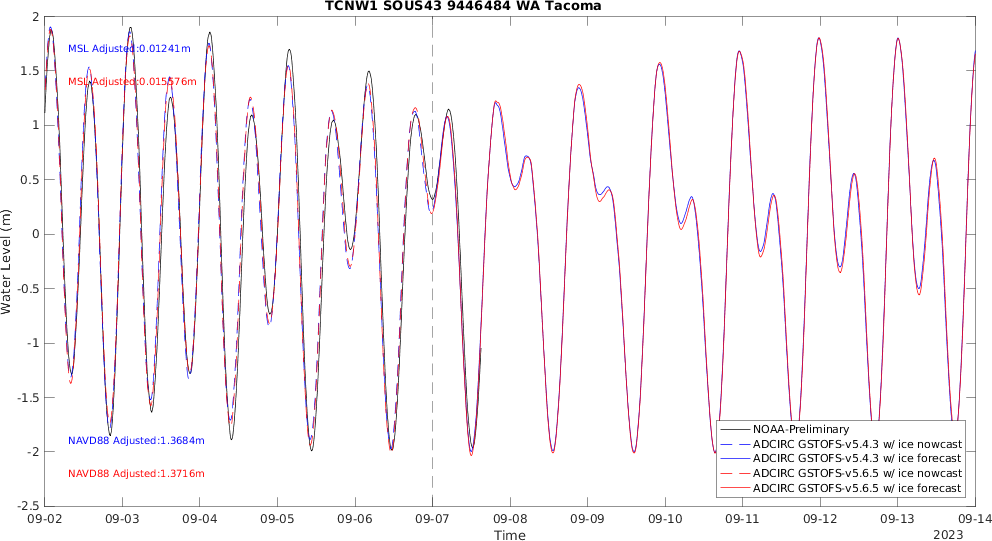 TCNW1 SOUS43 9446484 WA Tacoma
Water Level (m)
2
1.5
1
0.5
0
-0.5
-1
-1.5
-2
-2.5
MSL Adjusted:0.01241m
MSL Adjusted:0.015576m
NAVD88 Adjusted:1.3684m
NAVD88 Adjusted:1.3716m
NOAA-Preliminary
ADCIRC GSTOFS-v5.4.3 w/ ice nowcast
ADCIRC GSTOFS-v5.4.3 w/ ice forecast
ADCIRC GSTOFS-v5.6.5 w/ ice nowcast
ADCIRC GSTOFS-v5.6.5 w/ ice forecast
09-02 09-03 09-04 09-05 09-06 09-07 09-08 09-09 09-10 09-11 09-12 09-13 09-14
Time
2023